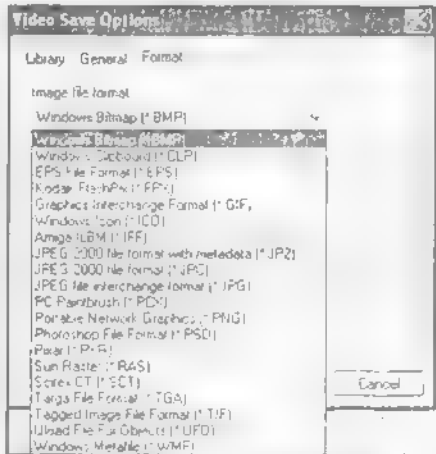 Video Save Options
Library General Format
Image file format
Windows Bitmap (*.BMP)
Windows Bitmap (*.BMP)
Windows Clipboard (*.CLP)
EPS File Format (*.EPS)
Kodak FlashPix (*.FPX)
Graphics Interchange Format (*.GIF)
Windows Icon (*.ICO)
Amiga ILBM (*.IFF)
JPEG 2000 file format with metadata (*.JP2)
JPEG 2000 file format (*.JPC)
JPEG file interchange format (*.JPG)
PC Paintbrush (*.PCX)
Portable Network Graphics (*.PNG)
Photoshop File Format (*.PSD)
Pixar (*.PXR)
Sun Raster (*.RAS)
Scitex CT (*.SCT)
Targa File Format (*.TGA)
Cancel
Tagged Image File Format (*.TIF)
Ulead File For Objects (*.UFO)
Windows Metafile (*.WMF)